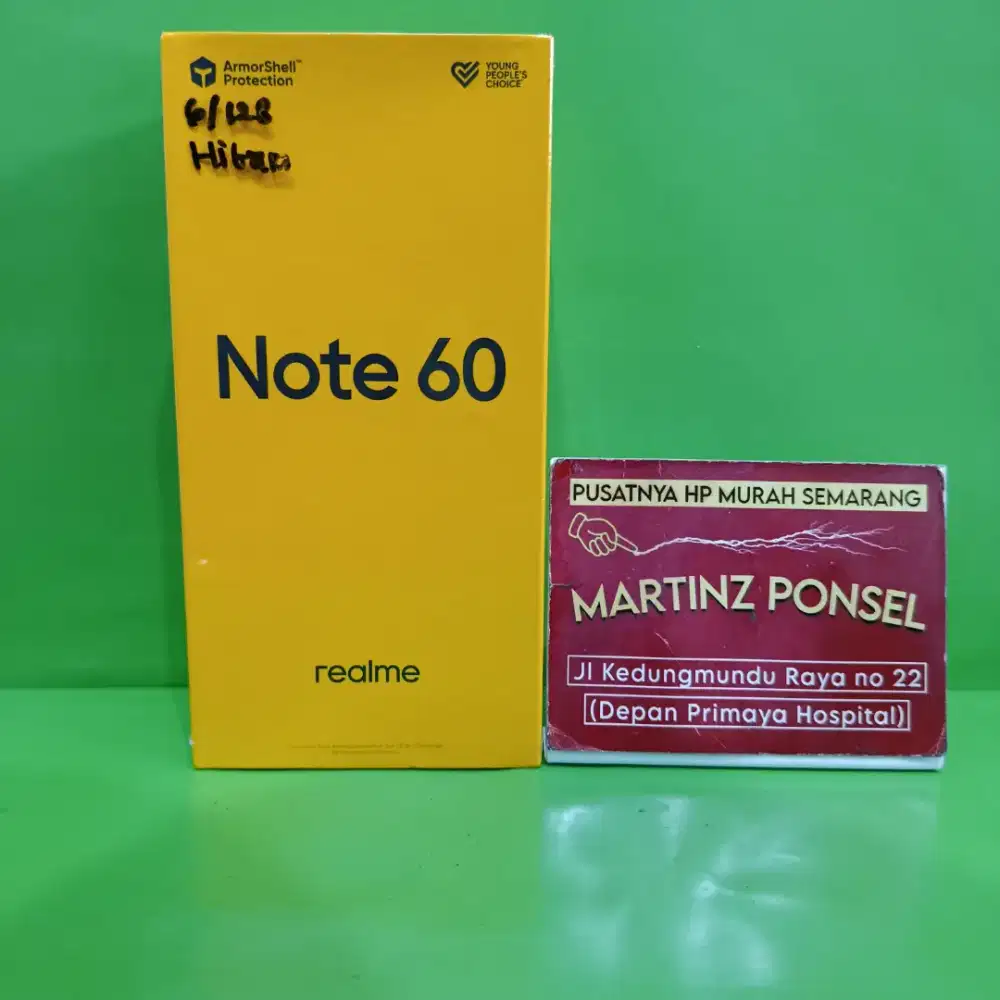 ArmorShell™
Protection
YOUNG
PEOPLE'S
CHOICE
6/128
Hitam
Note 60
realme
PUSATNYA HP MURAH SEMARANG
MARTINZ PONSEL
Jl Kedungmundu Raya no 22
(Depan Primaya Hospital)